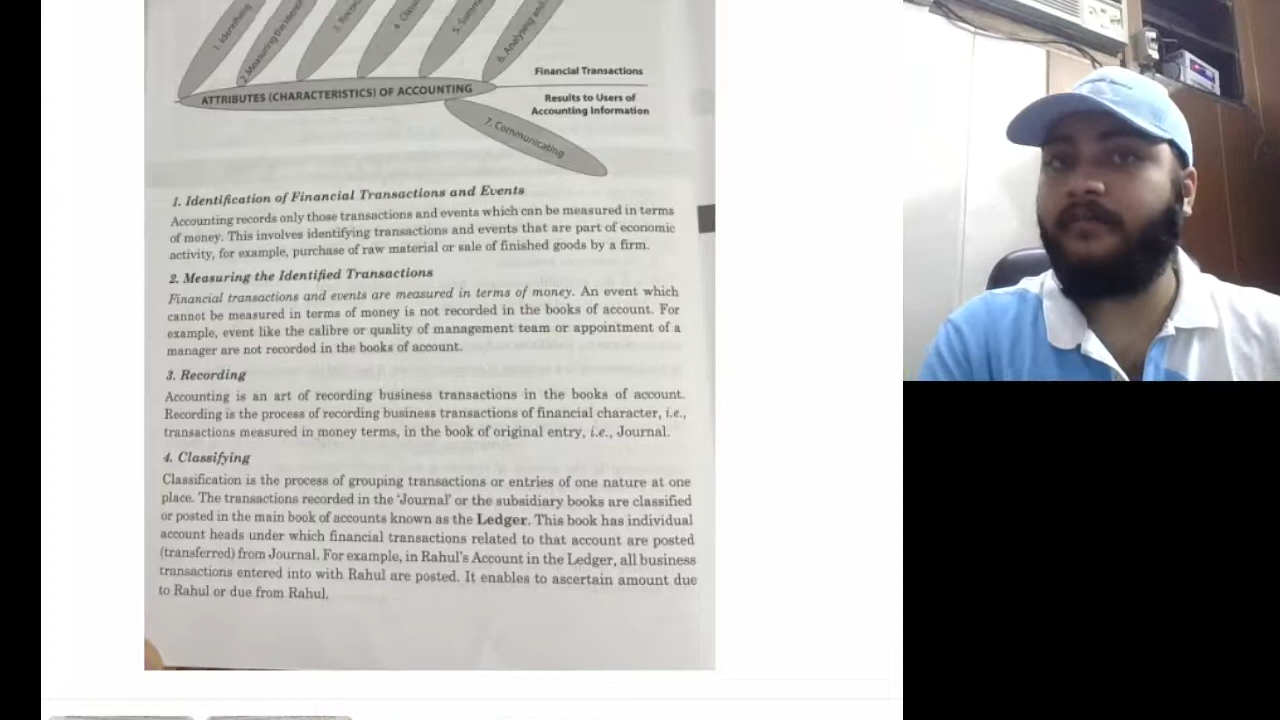 1. Identifying
2. Measuring the
4.
5.
6. Analysing and
Financial Transactions
ATTRIBUTES (CHARACTERISTICS) OF ACCOUNTING
Results to Users of
Accounting Information
7. Communicating
1. Identification of Financial Transactions and Events
Accounting records only those transactions and events which can be measured in terms
of money. This involves identifying transactions and events that are part of economic
activity, for example, purchase of raw material or sale of finished goods by a firm.
2. Measuring the Identified Transactions
Financial transactions and events are measured in terms of money. An event which
cannot be measured in terms of money is not recorded in the books of account. For
example, event like the calibre or quality of management team or appointment of a
manager are not recorded in the books of account.
3. Recording
Accounting is an art of recording business transactions in the books of account.
Recording is the process of recording business transactions of financial character, i.e.,
transactions measured in money terms, in the book of original entry, i.e., Journal.
4. Classifying
Classification is the process of grouping transactions or entries of one nature at one
place. The transactions recorded in the 'Journal' or the subsidiary books are classified
or posted in the main book of accounts known as the Ledger. This book has individual
account heads under which financial transactions related to that account are posted
(transferred) from Journal. For example, in Rahul's Account in the Ledger, all business
transactions entered into with Rahul are posted. It enables to ascertain amount due
to Rahul or due from Rahul.